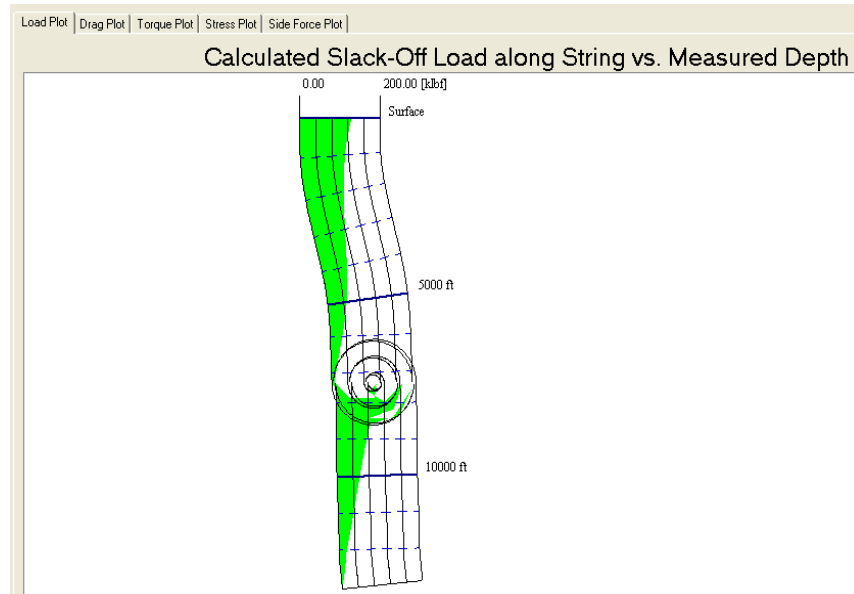 Load Plot Drag Plot Torque Plot Stress Plot Side Force Plot
Calculated Slack-Off Load along String vs. Measured Depth
0.00 200.00 [klbf]
Surface
5000 ft
10000 ft